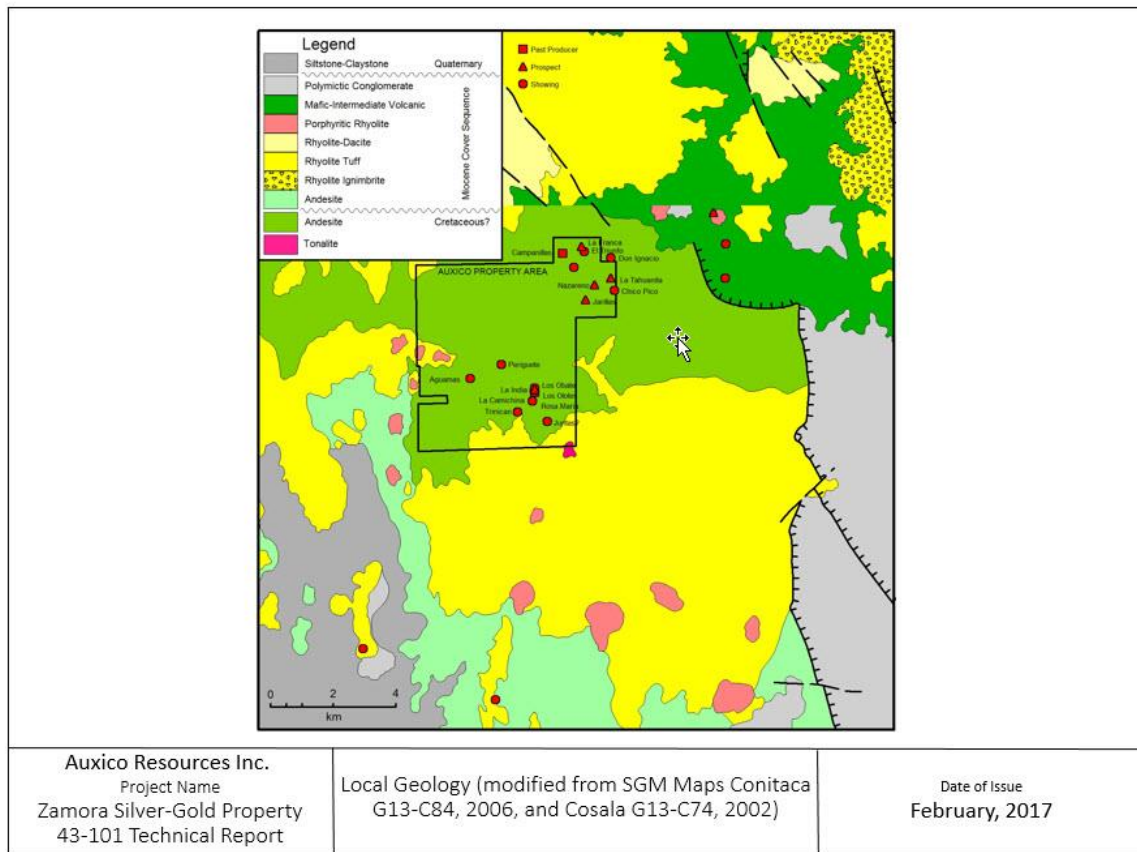 Legend
Siltstone-Claystone Quaternary
Polymictic Conglomerate
Mafic-Intermediate Volcanic
Porphyritic Rhyolite
Rhyolite-Dacite
Rhyolite Tuff
Rhyolite Ignimbrite
Andesite
Miocene Cover Sequence
Andesite Cretaceous?
Tonalite
Past Producer
Prospect
Showing
La Franca
Campanillas El Triunfo
Don Ignacio
AUXICO PROPERTY AREA
La Tahuanita
Nazareno
Chico Pico
Jarillas
Periguete
Aguamas
La India Los Obate
Los Olotes
La Camichina Rosa Maria
Trinican
0 2 4
km
Auxico Resources Inc.
Project Name
Zamora Silver-Gold Property
43-101 Technical Report
Local Geology (modified from SGM Maps Conitaca
G13-C84, 2006, and Cosala G13-C74, 2002)
Date of Issue
February, 2017